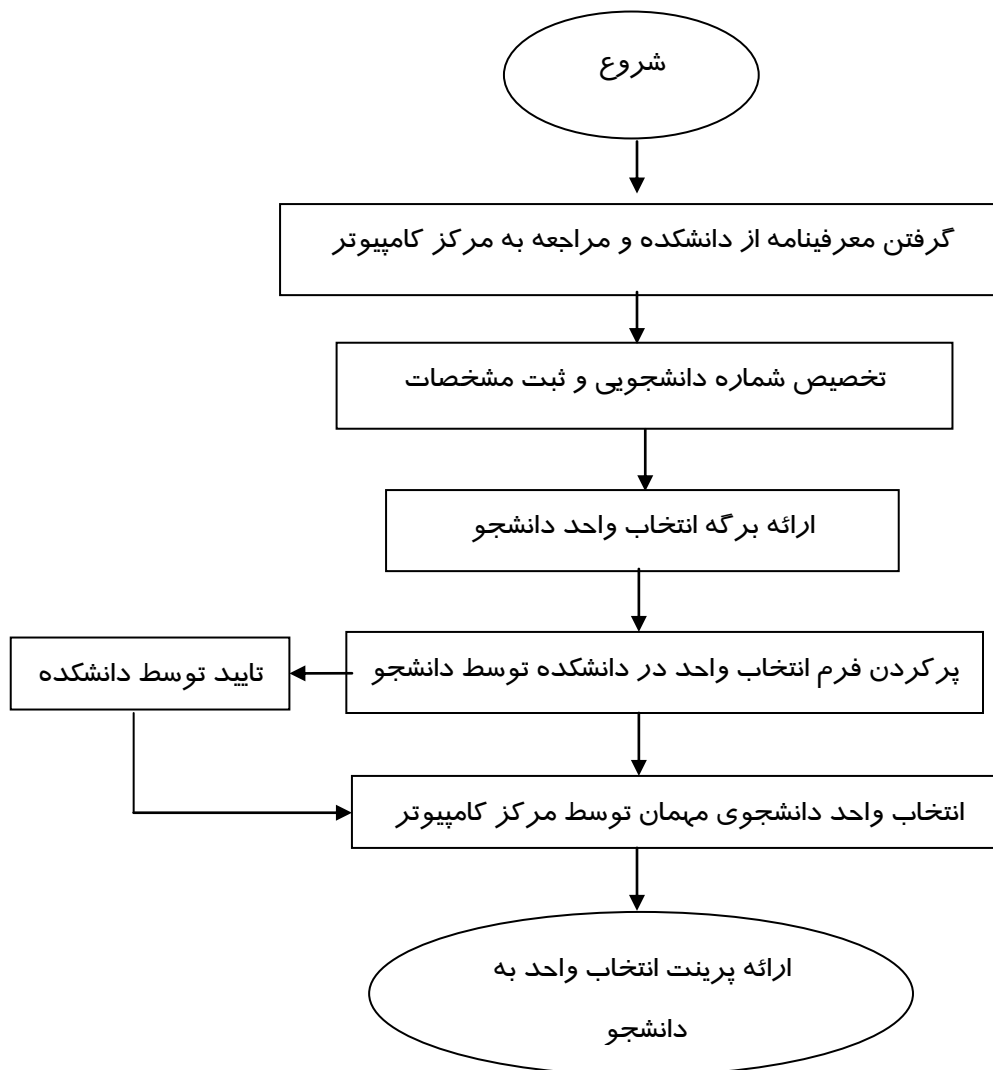 شروع
گرفتن معرفینامه از دانشکده و مراجعه به مرکز کامپیوتر
تخصیص شماره دانشجویی و ثبت مشخصات
ارائه برگه انتخاب واحد دانشجو
پرکردن فرم انتخاب واحد در دانشکده توسط دانشجو
تایید توسط دانشکده
انتخاب واحد دانشجوی مهمان توسط مرکز کامپیوتر
ارائه پرینت انتخاب واحد به
دانشجو